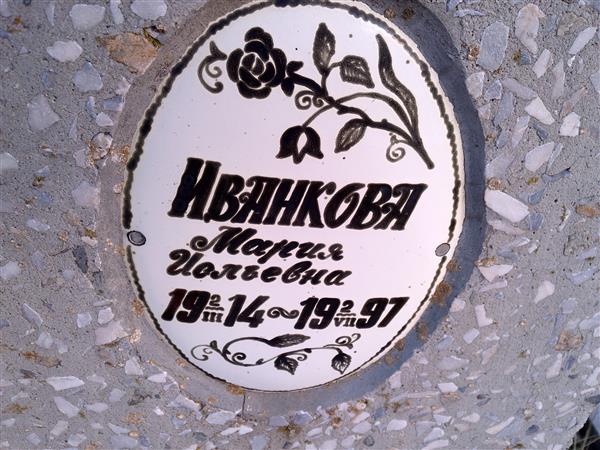 Иванкова
Мария
Иольевна
19 2/III 14 ~ 19 2/VII 97